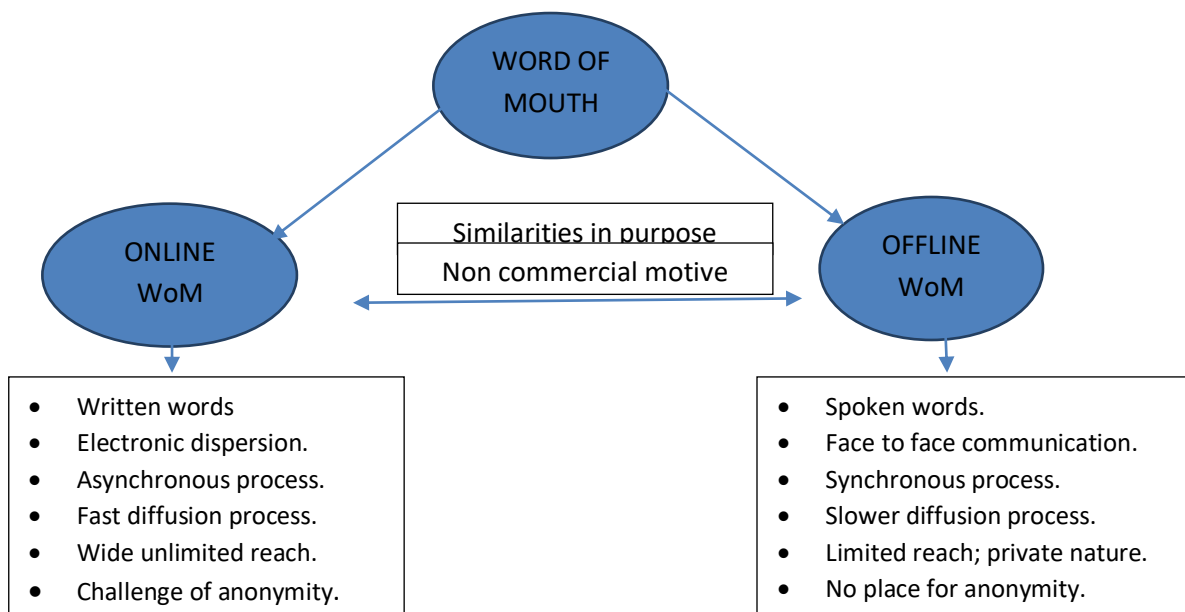 WORD OF
MOUTH
Similarities in purpose
Non commercial motive
ONLINE
WoM
OFFLINE
WoM
• Written words
• Electronic dispersion.
• Asynchronous process.
• Fast diffusion process.
• Wide unlimited reach.
• Challenge of anonymity.
• Spoken words.
• Face to face communication.
• Synchronous process.
• Slower diffusion process.
• Limited reach; private nature.
• No place for anonymity.